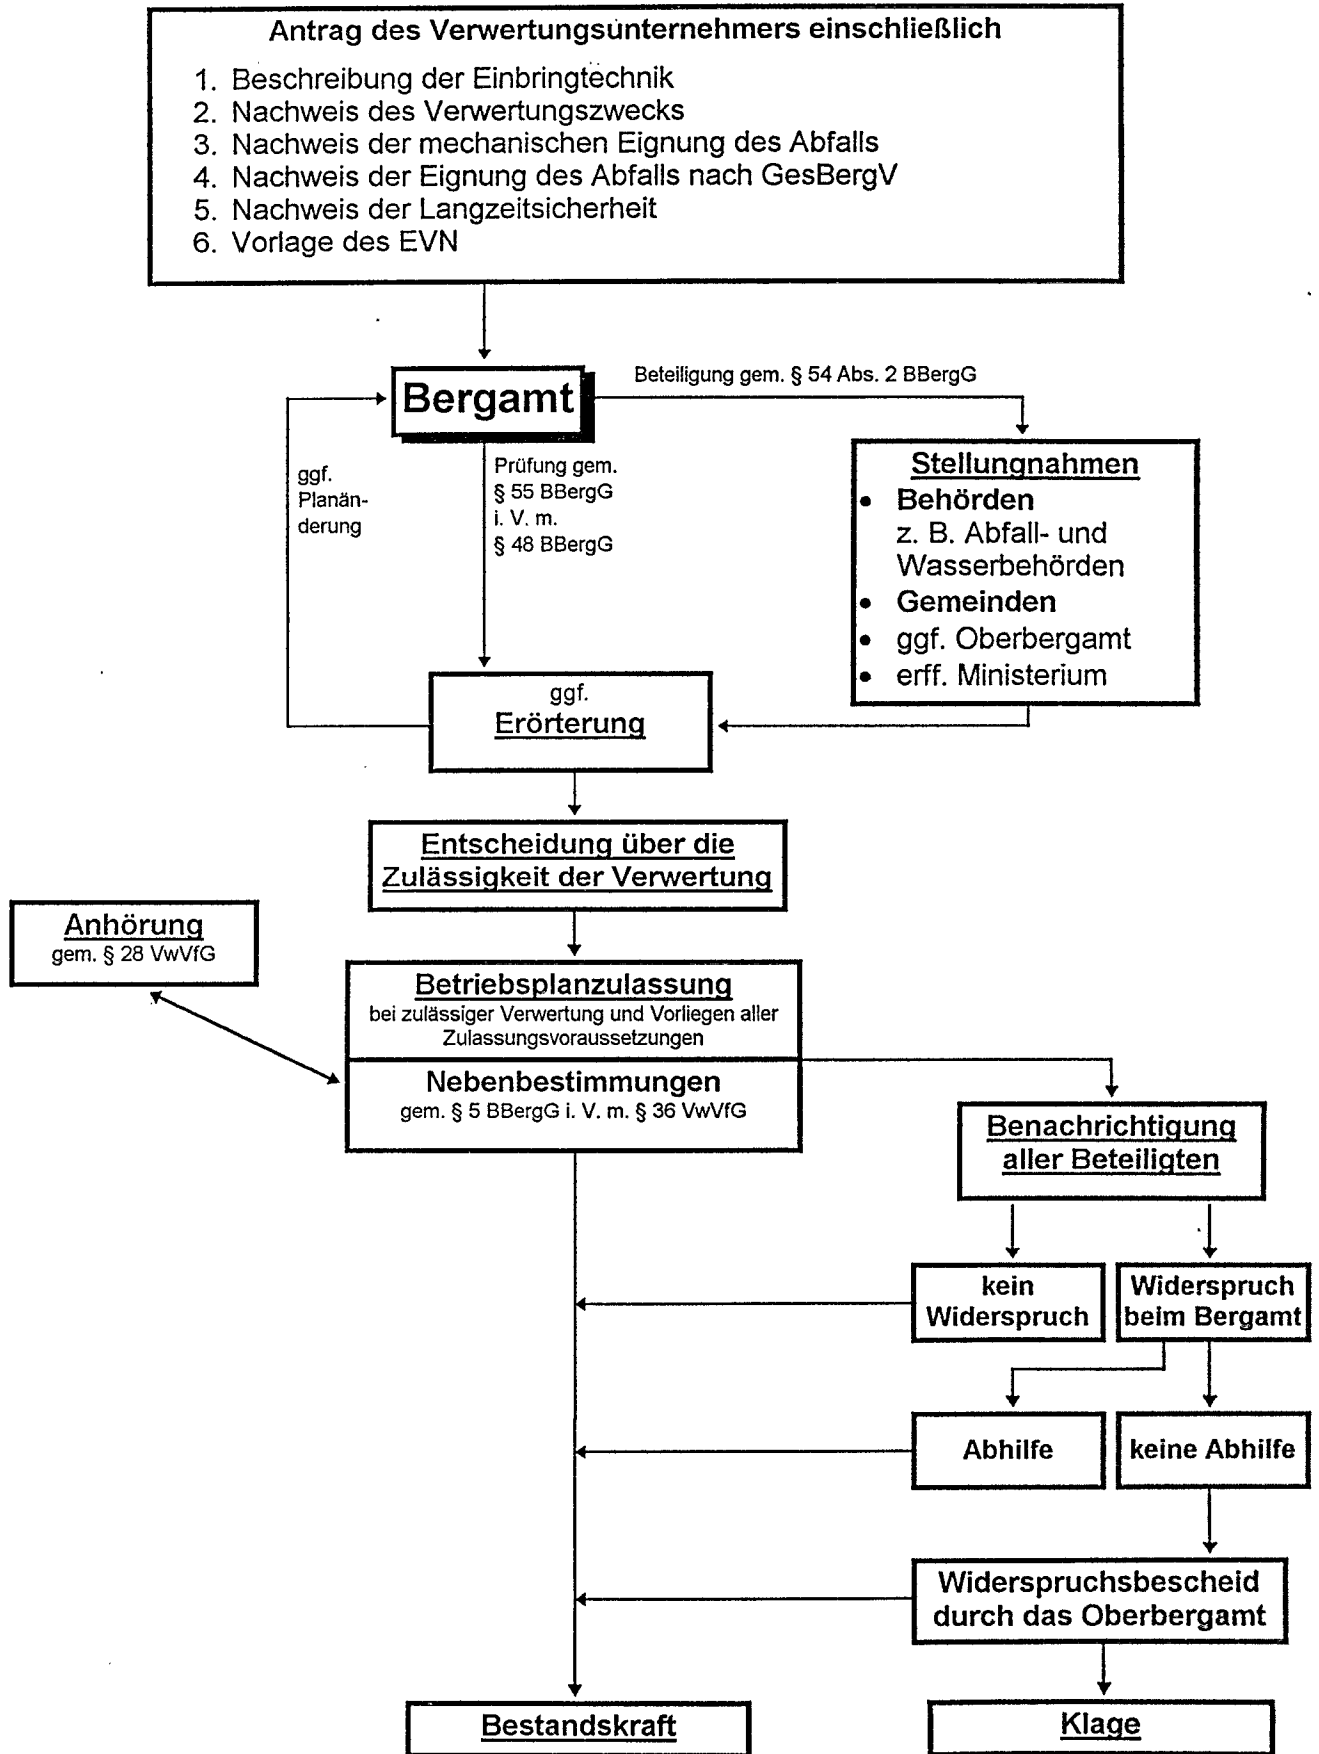 Antrag des Verwertungsunternehmers einschließlich
1. Beschreibung der Einbringtechnik
2. Nachweis des Verwertungszwecks
3. Nachweis der mechanischen Eignung des Abfalls
4. Nachweis der Eignung des Abfalls nach GesBergV
5. Nachweis der Langzeitsicherheit
6. Vorlage des EVN
Bergamt
Beteiligung gem. § 54 Abs. 2 BBergG
ggf.
Planän-
derung
Prüfung gem.
§ 55 BBergG
i. V. m.
§ 48 BBergG
Stellungnahmen
• Behörden
z. B. Abfall- und
Wasserbehörden
• Gemeinden
• ggf. Oberbergamt
• erff. Ministerium
ggf.
Erörterung
Entscheidung über die
Zulässigkeit der Verwertung
Anhörung
gem. § 28 VwVfG
Betriebsplanzulassung
bei zulässiger Verwertung und Vorliegen aller
Zulassungsvoraussetzungen
Nebenbestimmungen
gem. § 5 BBergG i. V. m. § 36 VwVfG
Benachrichtigung
aller Beteiligten
kein
Widerspruch
Widerspruch
beim Bergamt
Abhilfe
keine Abhilfe
Widerspruchsbescheid
durch das Oberbergamt
Bestandskraft
Klage